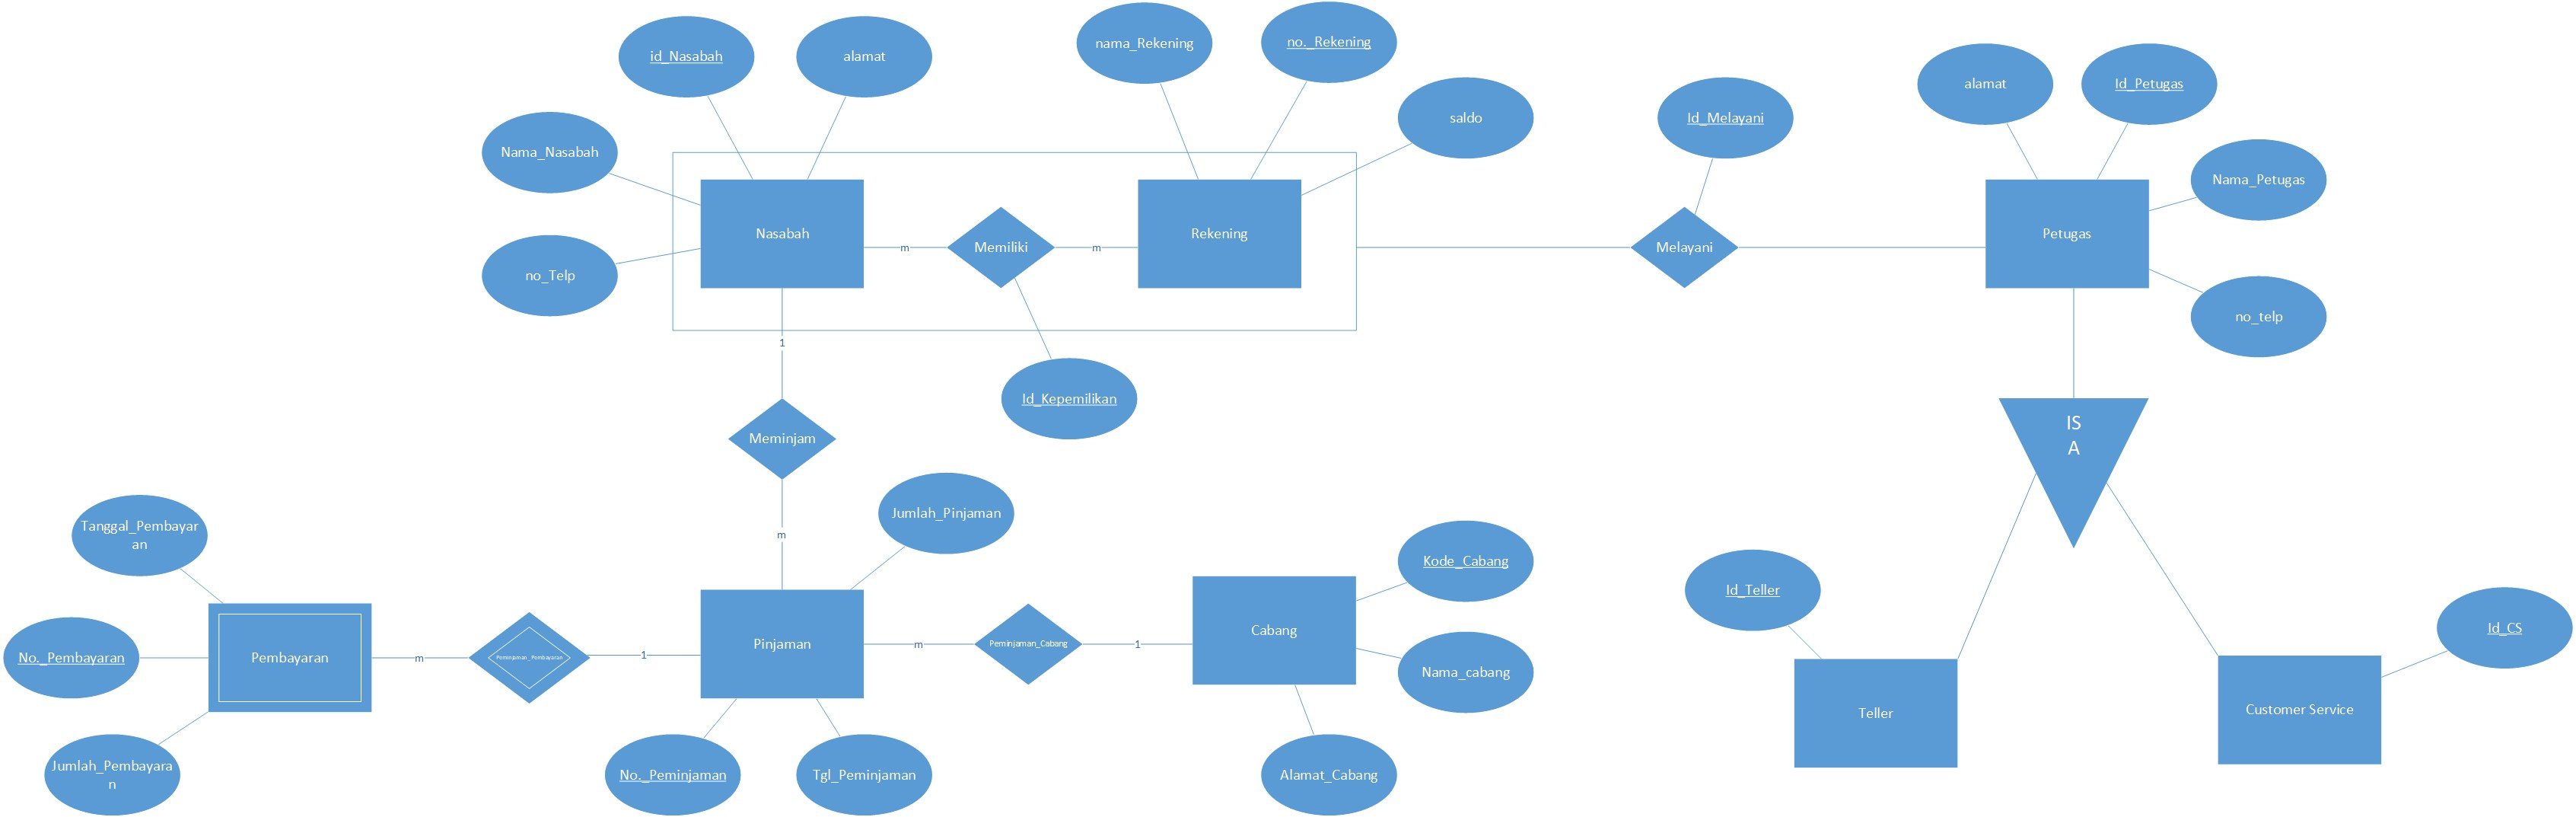 id_Nasabah
alamat
nama_Rekening
no._Rekening
alamat
Id_Petugas
saldo
Id_Melayani
Nama_Nasabah
Nama_Petugas
Nasabah
m
Memiliki
m
Rekening
Melayani
Petugas
no_Telp
no_telp
1
Id_Kepemilikan
IS
A
Meminjam
Jumlah_Pinjaman
Tanggal_Pembayar
an
m
Kode_Cabang
Id_Teller
Id_CS
No._Pembayaran
Pembayaran
m
Peminjaman_Pembayaran
1
Pinjaman
m
Peminjaman_Cabang
1
Cabang
Nama_cabang
Teller
Customer Service
Jumlah_Pembayara
n
No._Peminjaman
Tgl_Peminjaman
Alamat_Cabang